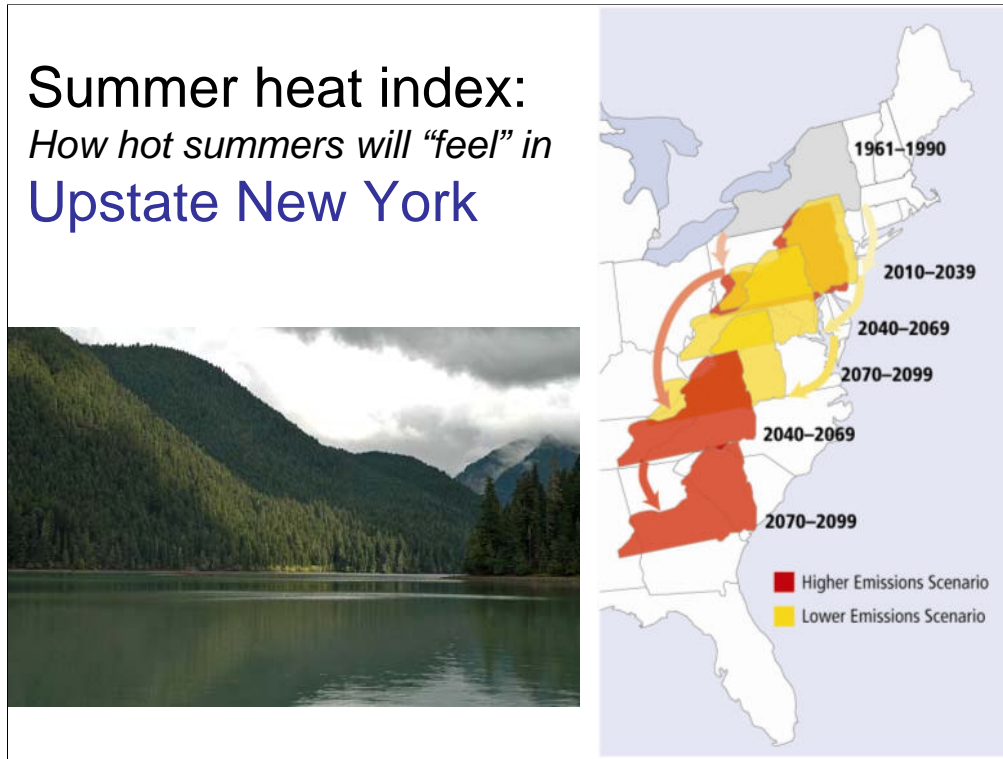 Summer heat index:
How hot summers will “feel” in
Upstate New York
1961–1990
2010–2039
2040–2069
2070–2099
2040–2069
2070–2099
Higher Emissions Scenario
Lower Emissions Scenario